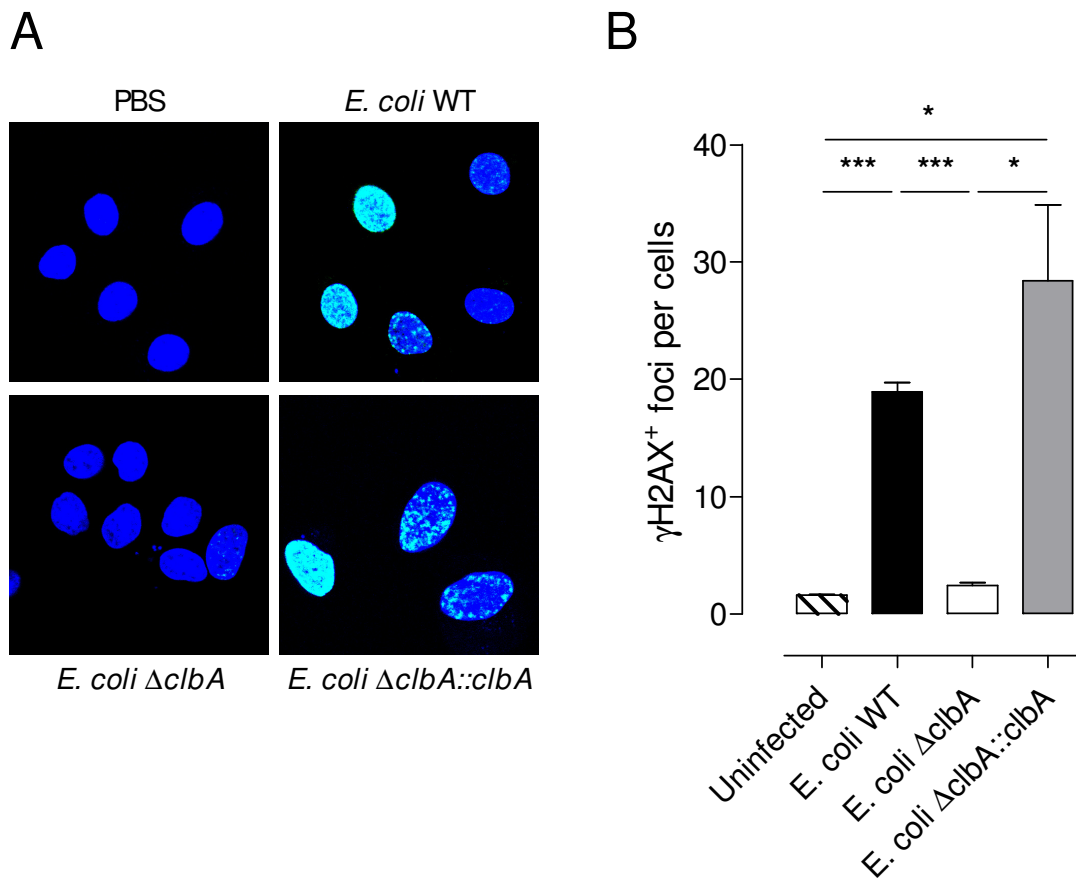 A
PBS
E. coli WT
E. coli ΔclbA
E. coli ΔclbA::clbA
B
γH2AX⁺ foci per cells
40
30
20
10
0
*
*** *** *
Uninfected
E. coli WT
E. coli ΔclbA
E. coli ΔclbA::clbA